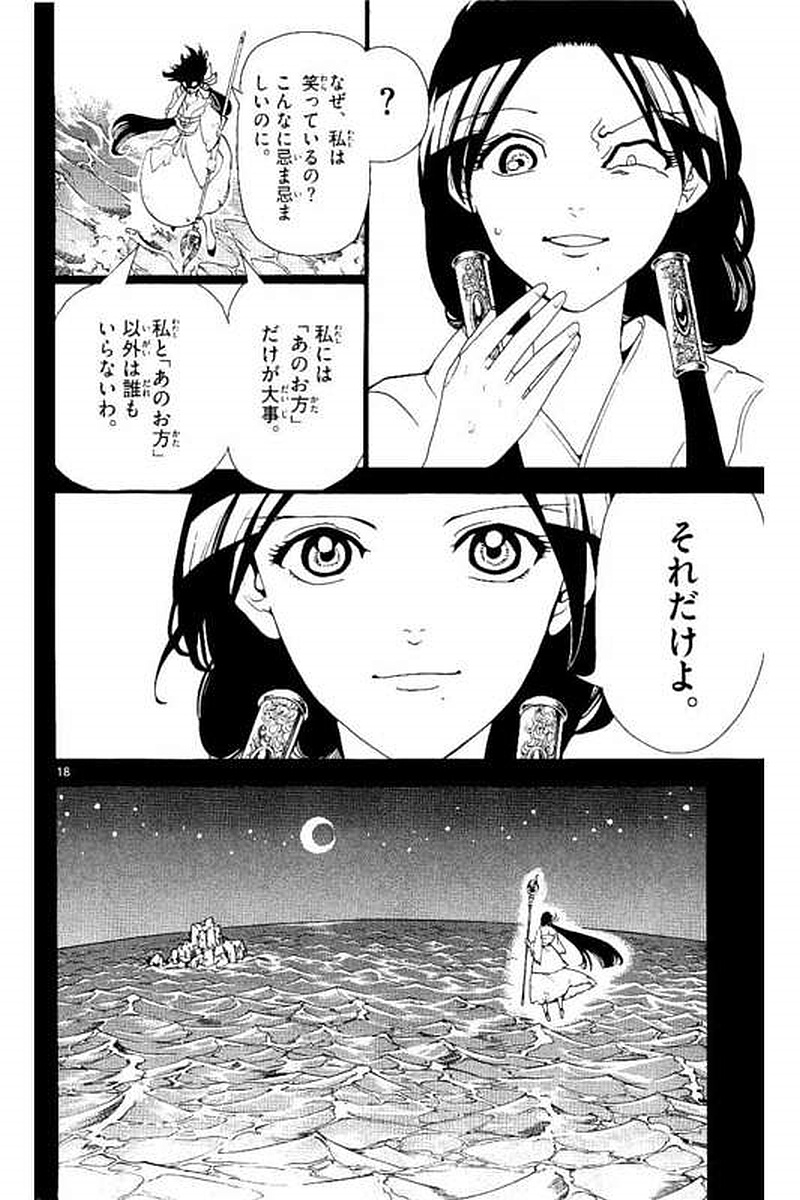 ？
なぜ、私は
笑っているの？
こんなに忌ま忌ま
しいのに。
私には
「あのお方」
だけが大事。
私と「あのお方」
以外は誰も
いらないわ。
それだけよ。
18